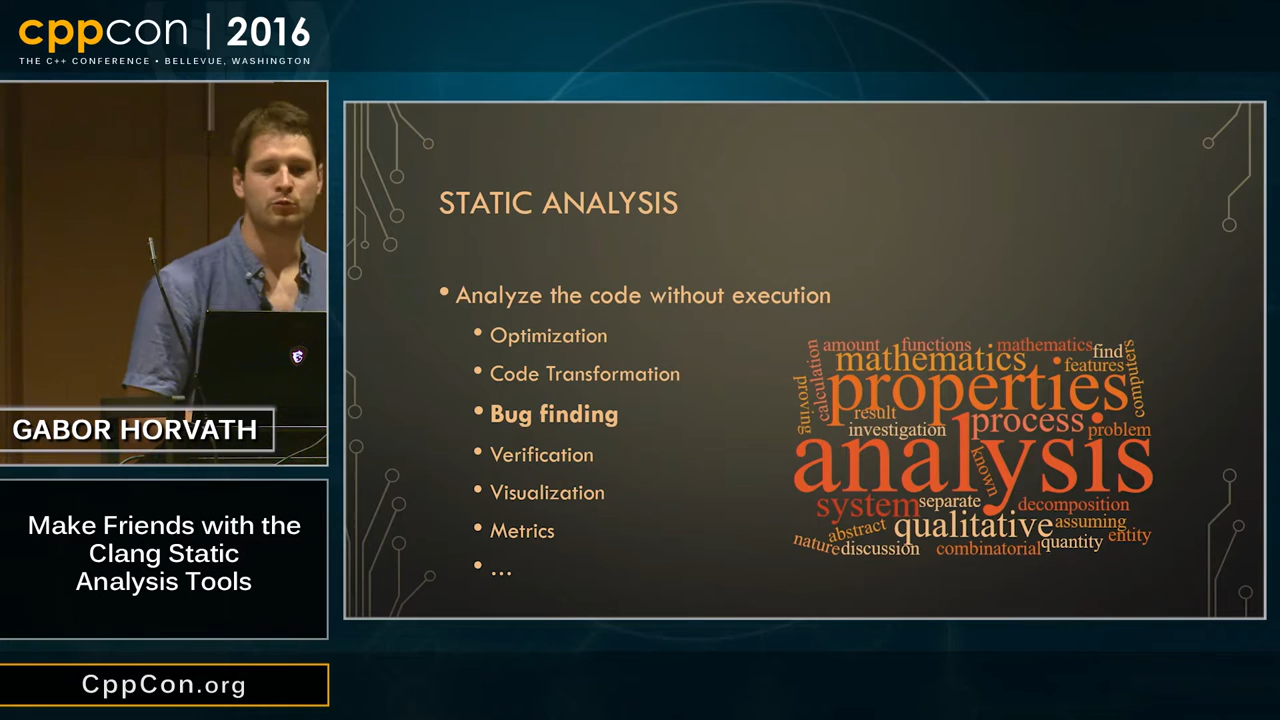 cppcon | 2016
THE C++ CONFERENCE • BELLEVUE, WASHINGTON
GABOR HORVATH
Make Friends with the
Clang Static
Analysis Tools
CppCon.org
STATIC ANALYSIS
• Analyze the code without execution
• Optimization
• Code Transformation
• Bug finding
• Verification
• Visualization
• Metrics
• ...
amount functions mathematics find
calculation mathematics features computers
proving properties
result
investigation process problem
analysis
known
system separate decomposition
abstract qualitative assuming
nature discussion combinatorial quantity entity